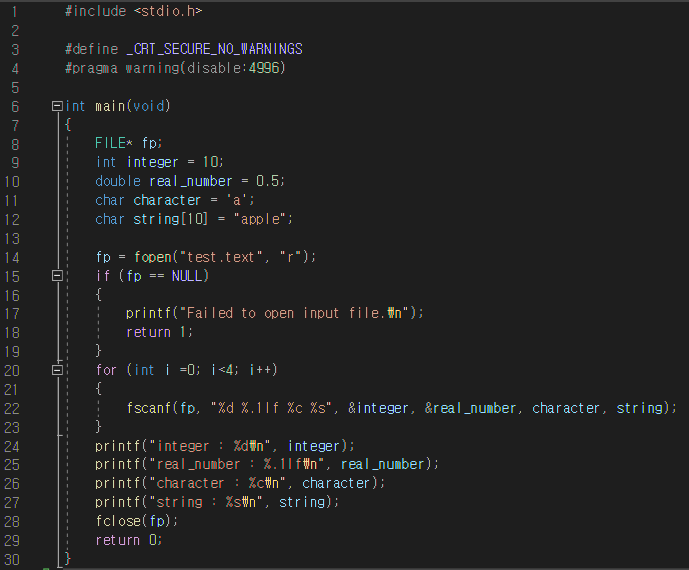 1 #include <stdio.h>
2
3 #define _CRT_SECURE_NO_WARNINGS
4 #pragma warning(disable:4996)
5
6 int main(void)
7 {
8 FILE* fp;
9 int integer = 10;
10 double real_number = 0.5;
11 char character = 'a';
12 char string[10] = "apple";
13
14 fp = fopen("test.text", "r");
15 if (fp == NULL)
16 {
17 printf("Failed to open input file.₩n");
18 return 1;
19 }
20 for (int i =0; i<4; i++)
21 {
22 fscanf(fp, "%d %.1lf %c %s", &integer, &real_number, character, string);
23 }
24 printf("integer : %d₩n", integer);
25 printf("real_number : %.1lf₩n", real_number);
26 printf("character : %c₩n", character);
27 printf("string : %s₩n", string);
28 fclose(fp);
29 return 0;
30 }